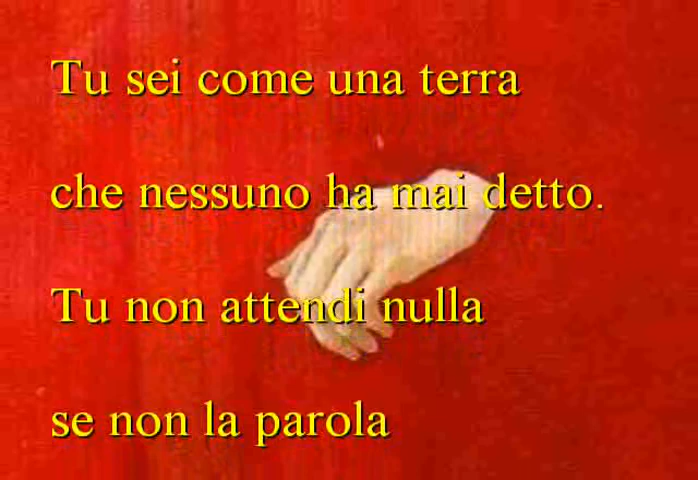 Tu sei come una terra
che nessuno ha mai detto.
Tu non attendi nulla
se non la parola